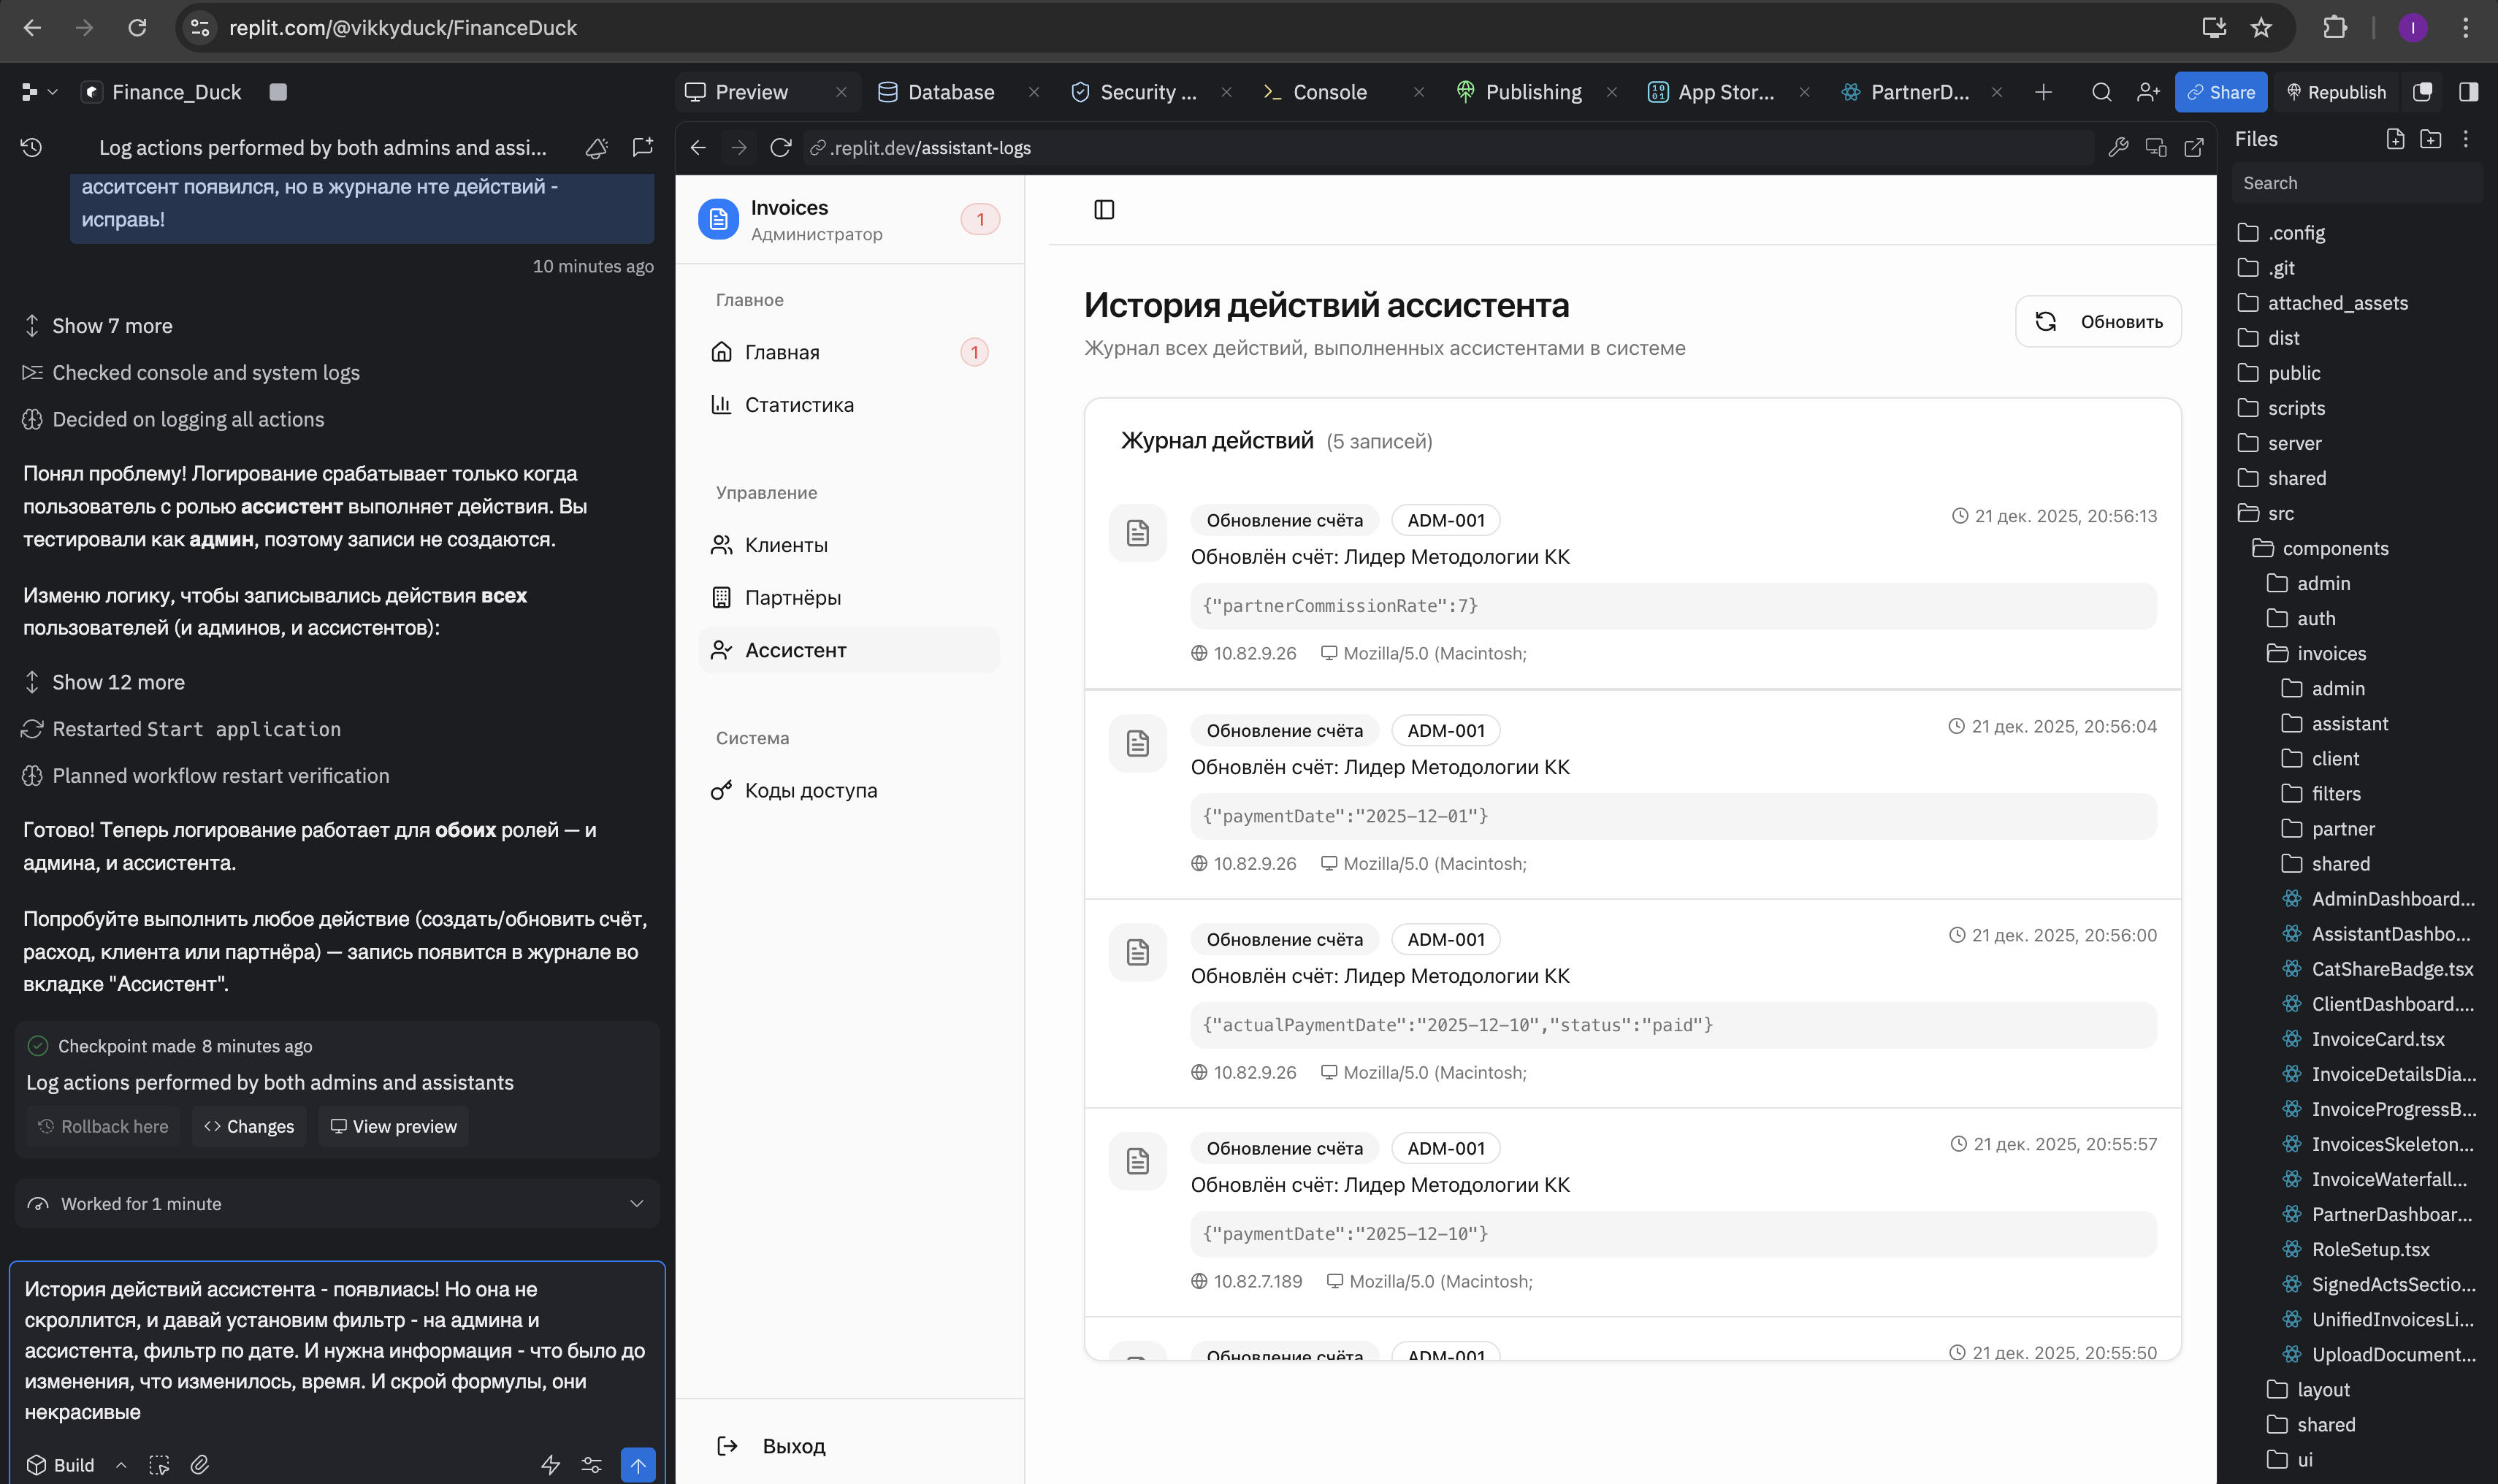 replit.com/@vikkyduck/FinanceDuck
I
Finance_Duck
Preview
Database
Security ...
Console
Publishing
App Stor...
PartnerD...
Share
Republish
Log actions performed by both admins and assi...
асситсент появился, но в журнале нте действий -
исправь!
10 minutes ago
Show 7 more
Checked console and system logs
Decided on logging all actions
Понял проблему! Логирование срабатывает только когда
пользователь с ролью ассистент выполняет действия. Вы
тестировали как админ, поэтому записи не создаются.
Изменю логику, чтобы записывались действия всех
пользователей (и админов, и ассистентов):
Show 12 more
Restarted Start application
Planned workflow restart verification
Готово! Теперь логирование работает для обоих ролей — и
админа, и ассистента.
Попробуйте выполнить любое действие (создать/обновить счёт,
расход, клиента или партнёра) — запись появится в журнале во
вкладке "Ассистент".
Checkpoint made 8 minutes ago
Log actions performed by both admins and assistants
Rollback here
Changes
View preview
Worked for 1 minute
История действий ассистента - появлиась! Но она не
скроллится, и давай установим фильтр - на админа и
ассистента, фильтр по дате. И нужна информация - что было до
изменения, что изменилось, время. И скрой формулы, они
некрасивые
Build
.replit.dev/assistant-logs
Invoices
Администратор
1
Главное
Главная
1
Статистика
Управление
Клиенты
Партнёры
Ассистент
Система
Коды доступа
Выход
История действий ассистента
Журнал всех действий, выполненных ассистентами в системе
Обновить
Журнал действий (5 записей)
Обновление счёта ADM-001 21 дек. 2025, 20:56:13
Обновлён счёт: Лидер Методологии КК
{"partnerCommissionRate":7}
10.82.9.26 Mozilla/5.0 (Macintosh;
Обновление счёта ADM-001 21 дек. 2025, 20:56:04
Обновлён счёт: Лидер Методологии КК
{"paymentDate":"2025-12-01"}
10.82.9.26 Mozilla/5.0 (Macintosh;
Обновление счёта ADM-001 21 дек. 2025, 20:56:00
Обновлён счёт: Лидер Методологии КК
{"actualPaymentDate":"2025-12-10","status":"paid"}
10.82.9.26 Mozilla/5.0 (Macintosh;
Обновление счёта ADM-001 21 дек. 2025, 20:55:57
Обновлён счёт: Лидер Методологии КК
{"paymentDate":"2025-12-10"}
10.82.7.189 Mozilla/5.0 (Macintosh;
Обновление счёта ADM-001 21 дек. 2025, 20:55:50
Files
Search
.config
.git
attached_assets
dist
public
scripts
server
shared
src
components
admin
auth
invoices
admin
assistant
client
filters
partner
shared
AdminDashboard...
AssistantDashbo...
CatShareBadge.tsx
ClientDashboard....
InvoiceCard.tsx
InvoiceDetailsDia...
InvoiceProgressB...
InvoicesSkeleton...
InvoiceWaterfall...
PartnerDashboar...
RoleSetup.tsx
SignedActsSectio...
UnifiedInvoicesLi...
UploadDocument...
layout
shared
ui